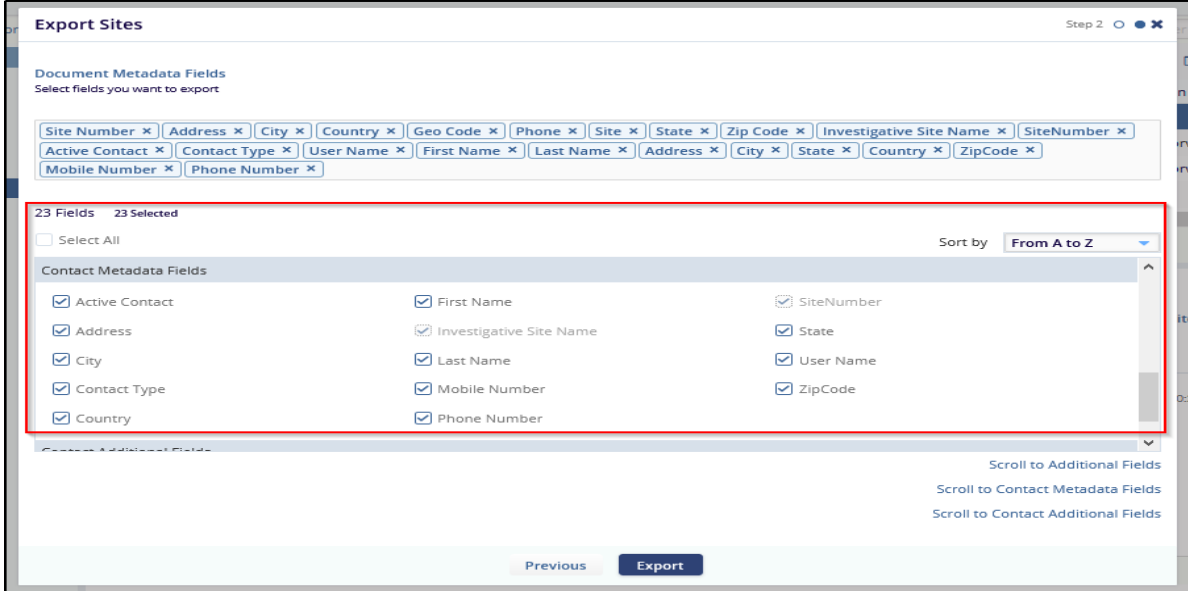 Export Sites
Step 2
Document Metadata Fields
Select fields you want to export
Site Number × Address × City × Country × Geo Code × Phone × Site × State × Zip Code × Investigative Site Name × SiteNumber ×
Active Contact × Contact Type × User Name × First Name × Last Name × Address × City × State × Country × ZipCode ×
Mobile Number × Phone Number ×
23 Fields 23 Selected
Select All
Sort by From A to Z
Contact Metadata Fields
Active Contact First Name SiteNumber
Address Investigative Site Name State
City Last Name User Name
Contact Type Mobile Number ZipCode
Country Phone Number
Contact Additional Fields
Scroll to Additional Fields
Scroll to Contact Metadata Fields
Scroll to Contact Additional Fields
Previous Export